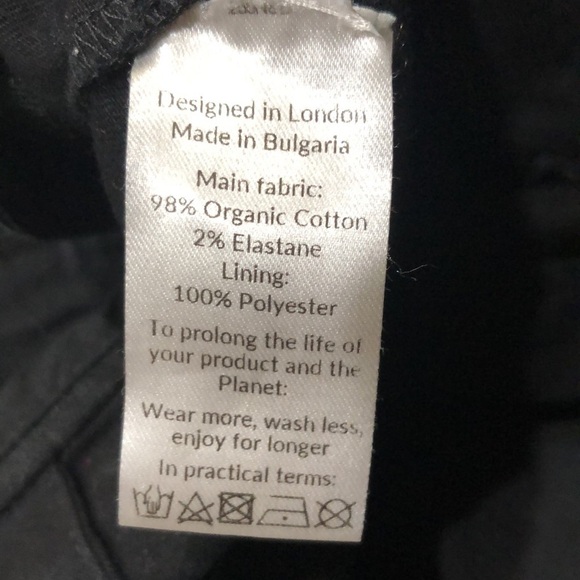 Designed in London
Made in Bulgaria
Main fabric:
98% Organic Cotton
2% Elastane
Lining:
100% Polyester
To prolong the life of
your product and the
Planet:
Wear more, wash less,
enjoy for longer
In practical terms: